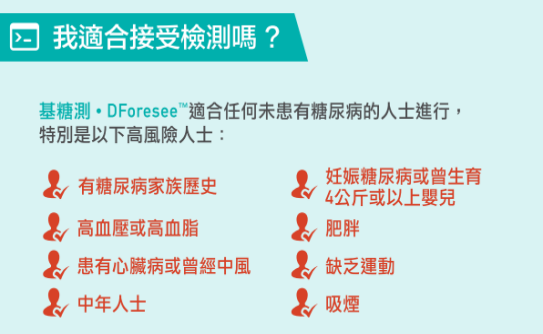 我適合接受檢測嗎？
基糖測•DForesee™適合任何未患有糖尿病的人士進行，
特別是以下高風險人士：
有糖尿病家族歷史
高血壓或高血脂
患有心臟病或曾經中風
中年人士
妊娠糖尿病或曾生育
4公斤或以上嬰兒
肥胖
缺乏運動
吸煙